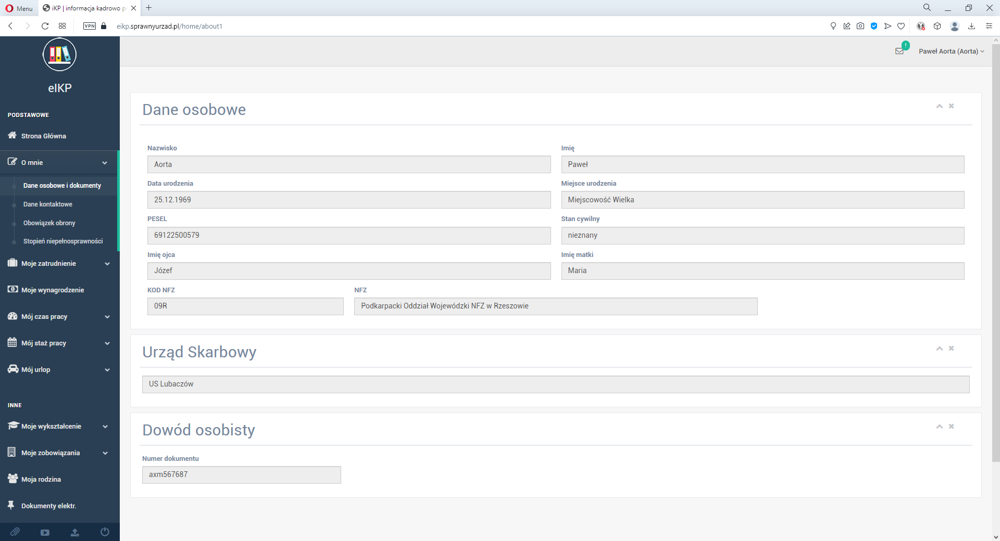 Menu
iKP | informacja kadrowo p
VPN
eikp.sprawnyurzad.pl/home/about1
eIKP
PODSTAWOWE
Strona Główna
O mnie
Dane osobowe i dokumenty
Dane kontaktowe
Obowiązek obrony
Stopień niepełnosprawności
Moje zatrudnienie
Moje wynagrodzenie
Mój czas pracy
Mój staż pracy
Mój urlop
INNE
Moje wykształcenie
Moje zobowiązania
Moja rodzina
Dokumenty elektr.
!
Paweł Aorta (Aorta)
Dane osobowe
Nazwisko
Aorta
Imię
Paweł
Data urodzenia
25.12.1969
Miejsce urodzenia
Miejscowość Wielka
PESEL
69122500579
Stan cywilny
nieznany
Imię ojca
Józef
Imię matki
Maria
KOD NFZ
09R
NFZ
Podkarpacki Oddział Wojewódzki NFZ w Rzeszowie
Urząd Skarbowy
US Lubaczów
Dowód osobisty
Numer dokumentu
axm567687